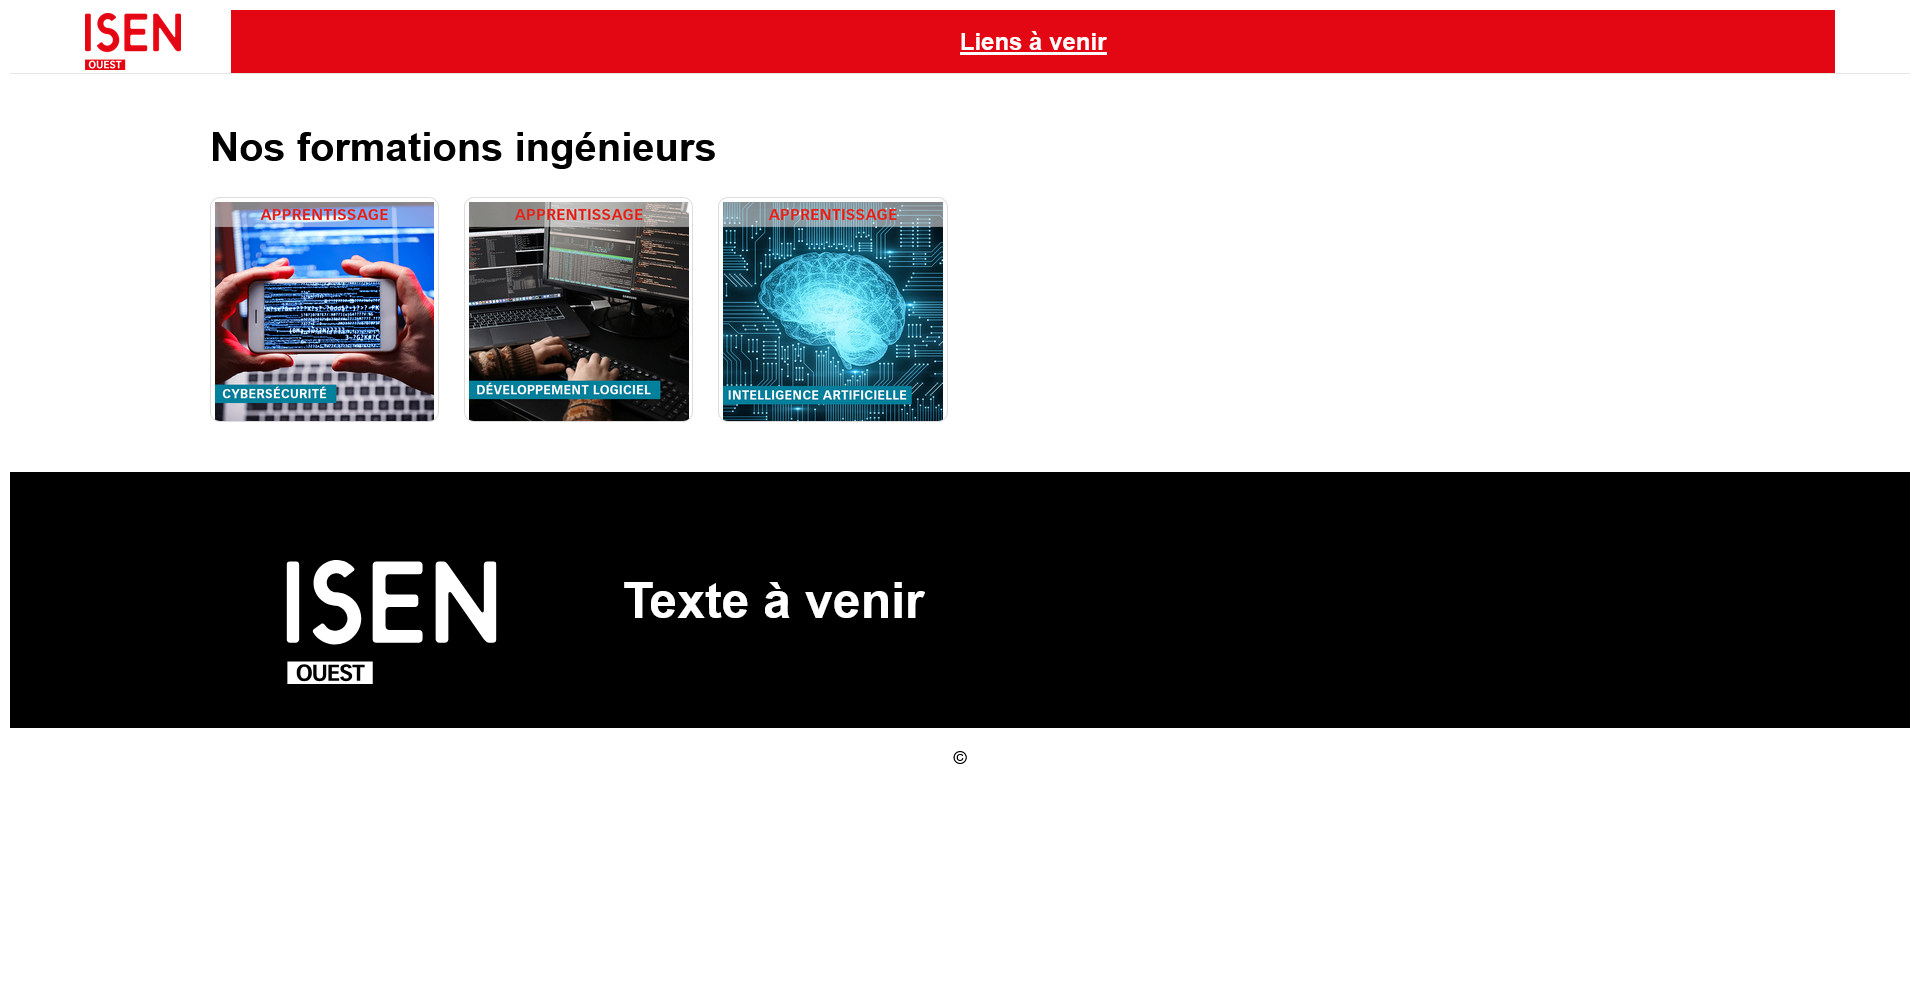 ISEN
OUEST
Liens à venir
Nos formations ingénieurs
APPRENTISSAGE
CYBERSÉCURITÉ
APPRENTISSAGE
DÉVELOPPEMENT LOGICIEL
APPRENTISSAGE
INTELLIGENCE ARTIFICIELLE
ISEN
OUEST
Texte à venir
©